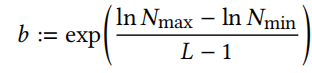 b := exp( (ln N_max − ln N_min) / (L − 1) )